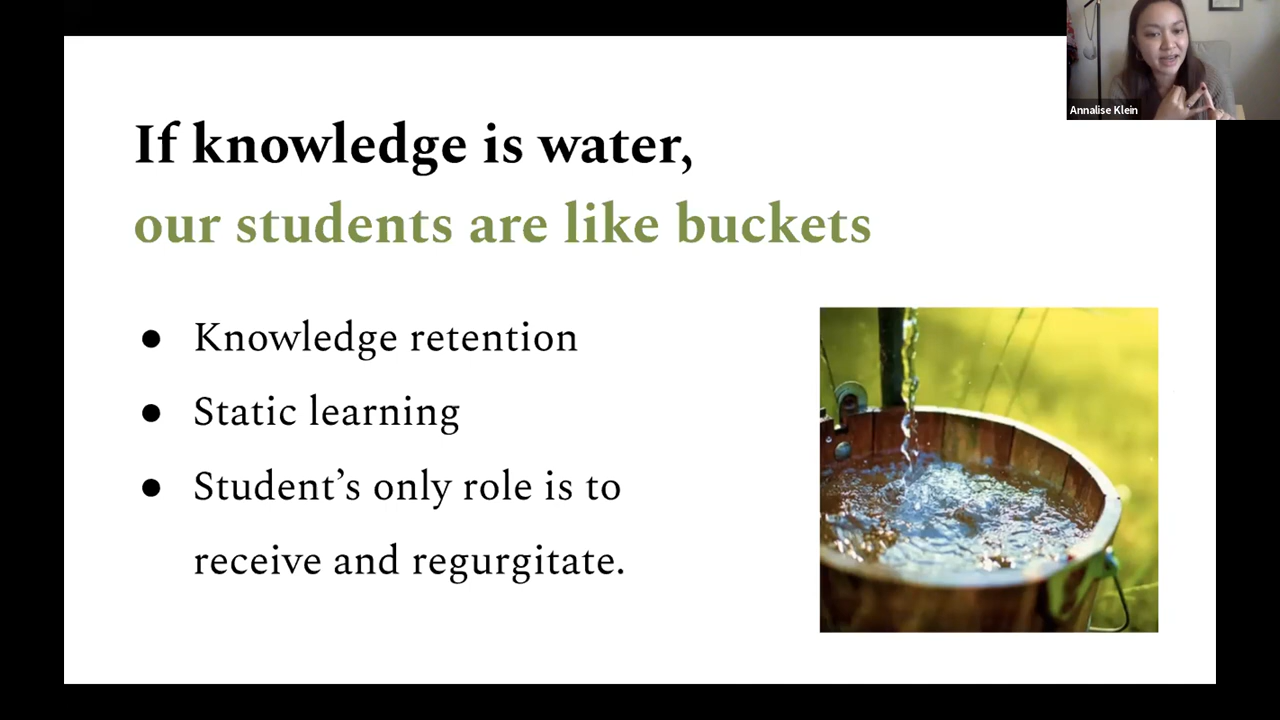 Annalise Klein
If knowledge is water,
our students are like buckets
● Knowledge retention
● Static learning
● Student’s only role is to
receive and regurgitate.